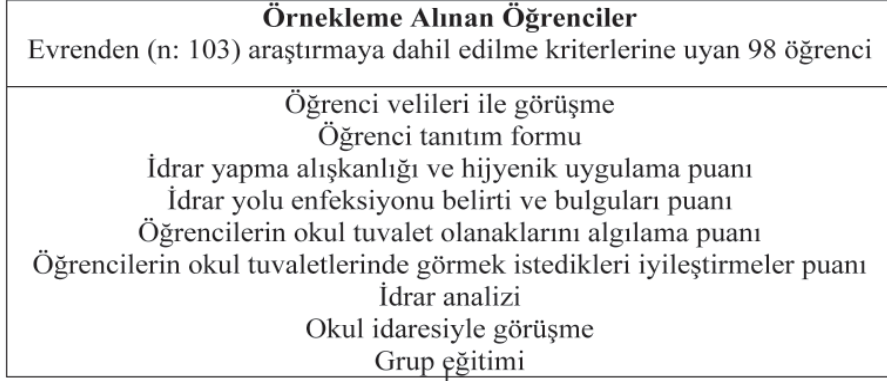 Örnekleme Alınan Öğrenciler
Evrenden (n: 103) araştırmaya dahil edilme kriterlerine uyan 98 öğrenci
Öğrenci velileri ile görüşme
Öğrenci tanıtım formu
İdrar yapma alışkanlığı ve hijyenik uygulama puanı
İdrar yolu enfeksiyonu belirti ve bulguları puanı
Öğrencilerin okul tuvalet olanaklarını algılama puanı
Öğrencilerin okul tuvaletlerinde görmek istedikleri iyileştirmeler puanı
İdrar analizi
Okul idaresiyle görüşme
Grup eğitimi